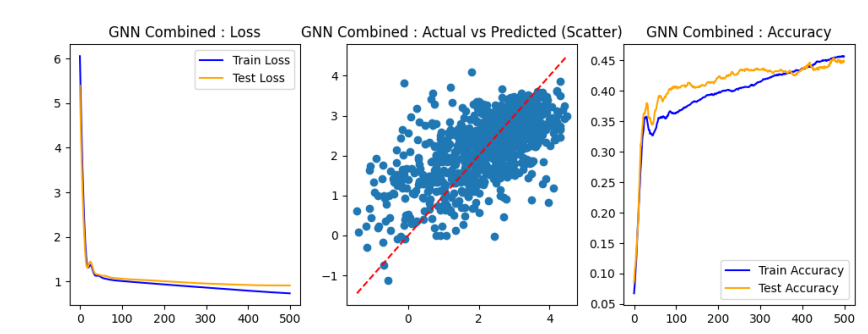 GNN Combined : Loss
6
5
4
3
2
1
0 100 200 300 400 500
Train Loss
Test Loss
GNN Combined : Actual vs Predicted (Scatter)
4
3
2
1
0
−1
0 2 4
GNN Combined : Accuracy
0.45
0.40
0.35
0.30
0.25
0.20
0.15
0.10
0.05
0 100 200 300 400 500
Train Accuracy
Test Accuracy